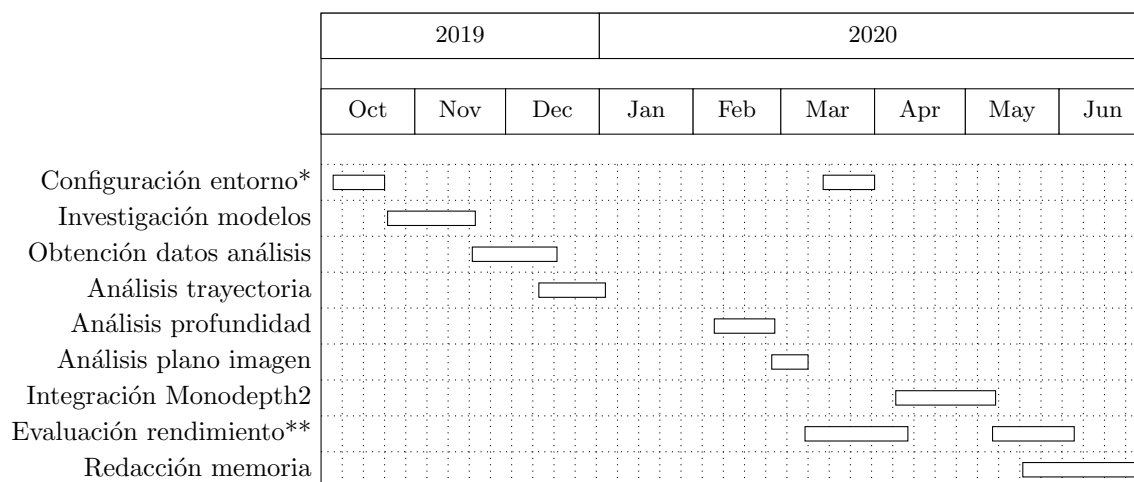 2019 2020
Oct Nov Dec Jan Feb Mar Apr May Jun
Configuración entorno*
Investigación modelos
Obtención datos análisis
Análisis trayectoria
Análisis profundidad
Análisis plano imagen
Integración Monodepth2
Evaluación rendimiento**
Redacción memoria